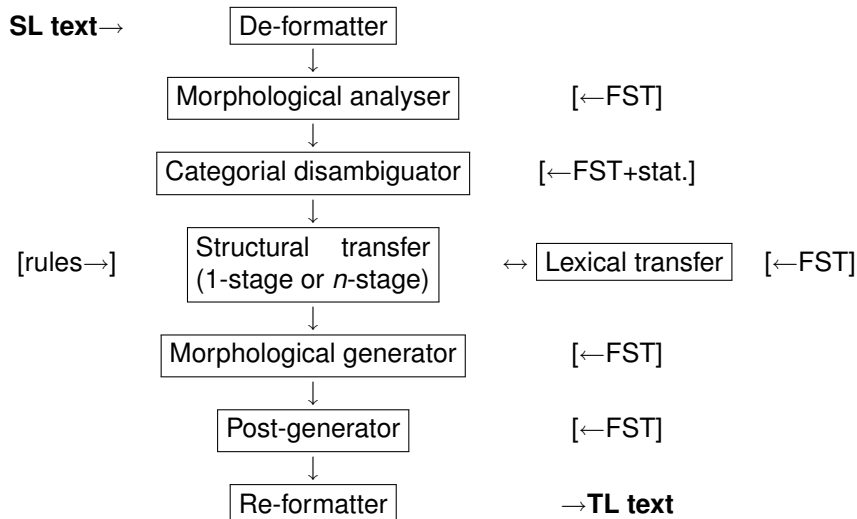 SL text→ De-formatter
↓
Morphological analyser [←FST]
↓
Categorial disambiguator [←FST+stat.]
↓
[rules→] Structural transfer ↔ Lexical transfer [←FST]
(1-stage or n-stage)
↓
Morphological generator [←FST]
↓
Post-generator [←FST]
↓
Re-formatter →TL text